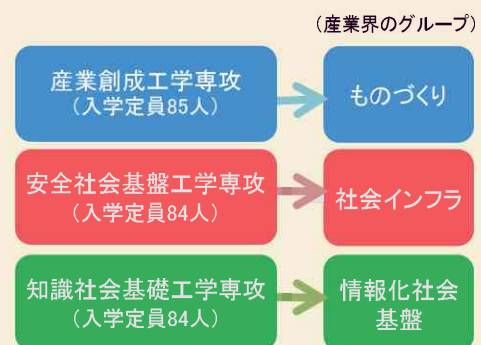 （産業界のグループ）
産業創成工学専攻
（入学定員85人）
ものづくり
安全社会基盤工学専攻
（入学定員84人）
社会インフラ
知識社会基礎工学専攻
（入学定員84人）
情報化社会
基盤